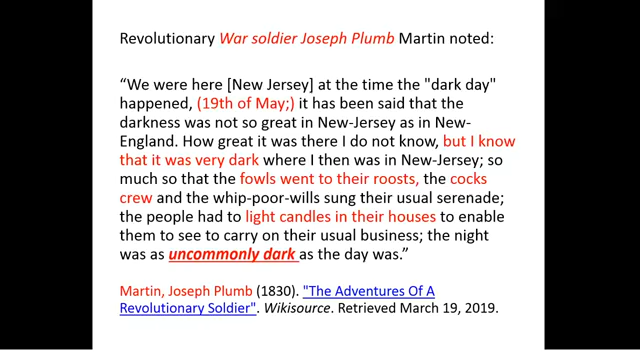 Revolutionary War soldier Joseph Plumb Martin noted:
“We were here [New Jersey] at the time the "dark day"
happened, (19th of May;) it has been said that the
darkness was not so great in New-Jersey as in New-
England. How great it was there I do not know, but I know
that it was very dark where I then was in New-Jersey; so
much so that the fowls went to their roosts, the cocks
crew and the whip-poor-wills sung their usual serenade;
the people had to light candles in their houses to enable
them to see to carry on their usual business; the night
was as uncommonly dark as the day was.”
Martin, Joseph Plumb (1830). "The Adventures Of A
Revolutionary Soldier". Wikisource. Retrieved March 19, 2019.